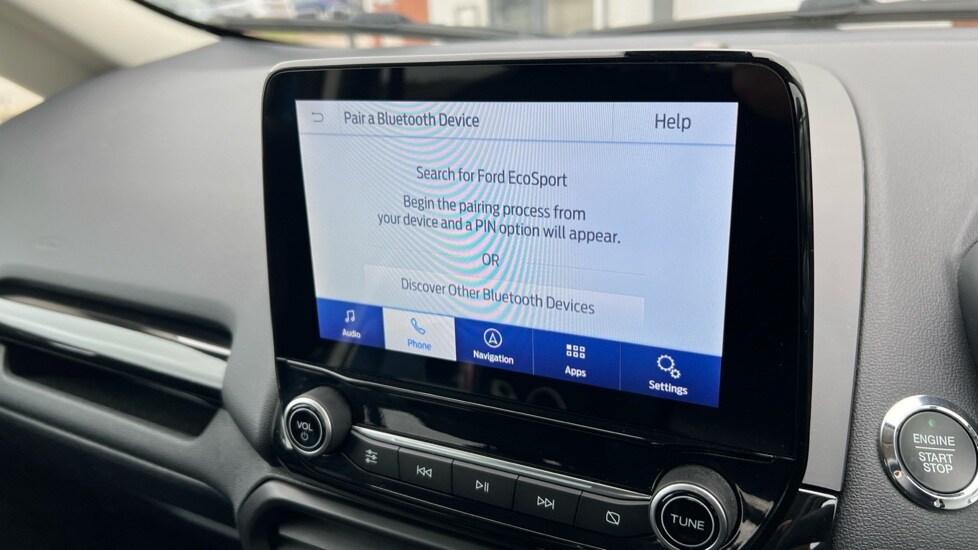 Pair a Bluetooth Device
Help
Search for Ford EcoSport
Begin the pairing process from
your device and a PIN option will appear.
OR
Discover Other Bluetooth Devices
Audio
Phone
Navigation
Apps
Settings
VOL
TUNE
ENGINE
START
STOP